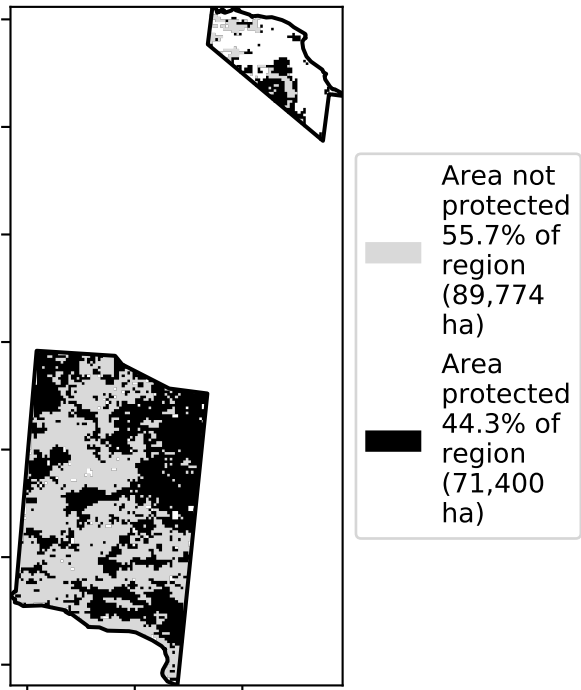 Area not
protected
55.7% of
region
(89,774
ha)
Area
protected
44.3% of
region
(71,400
ha)